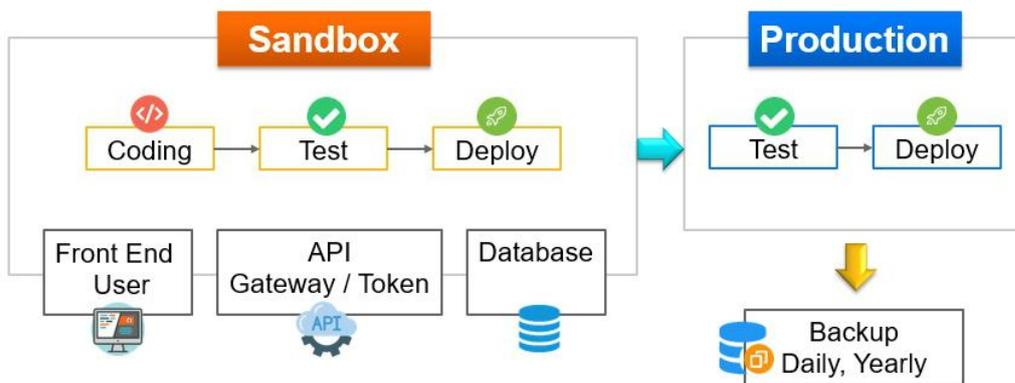 Sandbox
Production
</>
Coding
Test
Deploy
Test
Deploy
Front End
User
API
Gateway / Token
API
Database
Backup
Daily, Yearly